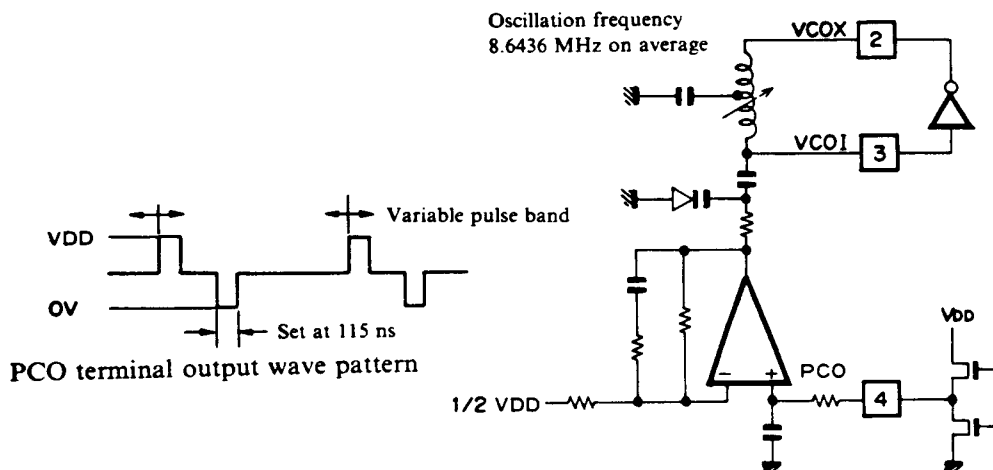 Oscillation frequency
8.6436 MHz on average
VCOX
2
VCOI
3
Variable pulse band
VDD
0V
Set at 115 ns
PCO terminal output wave pattern
VDD
- +
PCO
4
1/2 VDD